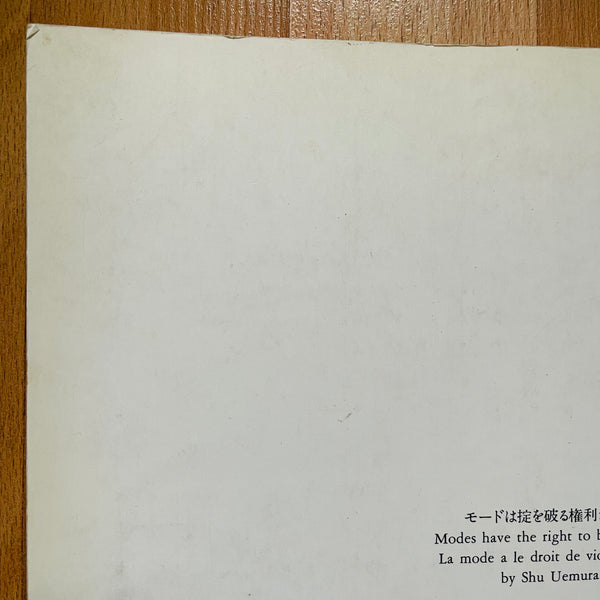 モードは掟を破る権利
Modes have the right to b
La mode a le droit de vio
by Shu Uemura